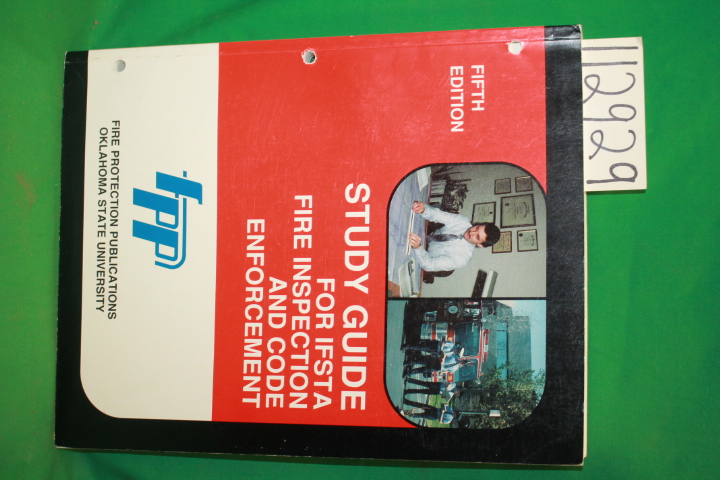 FIFTH
EDITION
STUDY GUIDE
FOR IFSTA
FIRE INSPECTION
AND CODE
ENFORCEMENT
fpp
FIRE PROTECTION PUBLICATIONS
OKLAHOMA STATE UNIVERSITY
112929